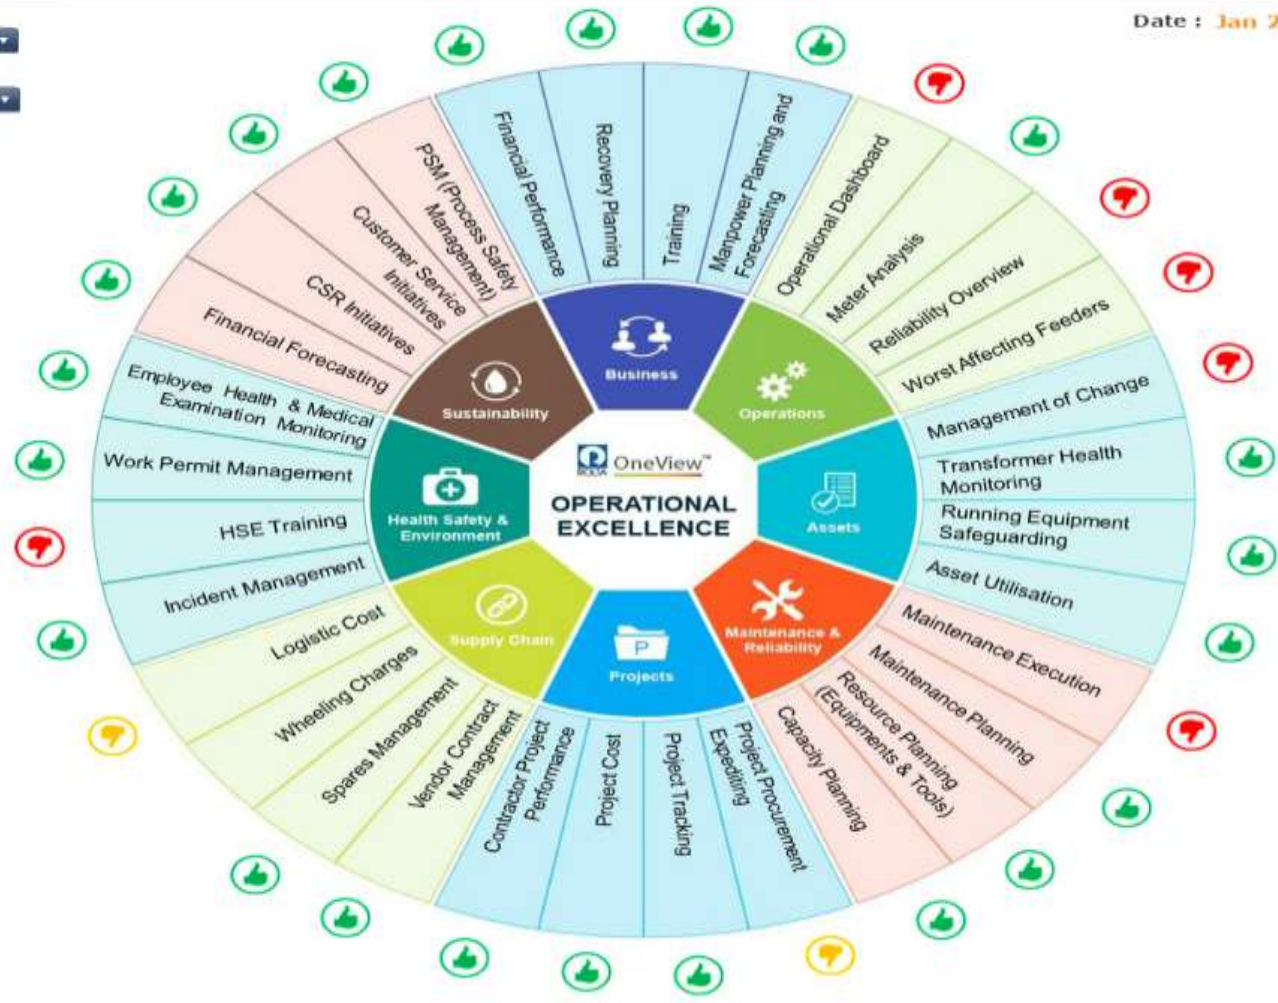 Date : Jan 2
Financial Performance
Recovery Planning
Training
Manpower Planning and
Forecasting
Operational Dashboard
Meter Analysis
Reliability Overview
Worst Affecting Feeders
Management of Change
Transformer Health
Monitoring
Running Equipment
Safeguarding
Asset Utilisation
Maintenance Execution
Maintenance Planning
Resource Planning
(Equipments & Tools)
Capacity Planning
Project Procurement
Expediting
Project Tracking
Project Cost
Contractor Project
Performance
Vendor Contract
Management
Spares Management
Wheeling Charges
Logistic Cost
Incident Management
HSE Training
Work Permit Management
Employee Health & Medical
Examination Monitoring
Financial Forecasting
CSR Initiatives
Customer Service
Initiatives
PSM (Process Safety
Management)
Business
Operations
Assets
Maintenance &
Reliability
P
Projects
Supply Chain
Health Safety &
Environment
Sustainability
OneView™
OPERATIONAL
EXCELLENCE